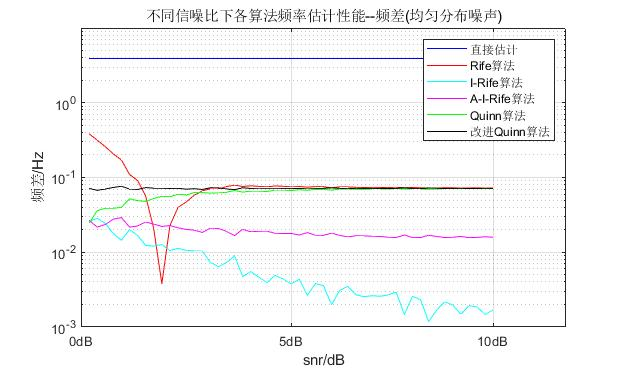 不同信噪比下各算法频率估计性能--频差(均匀分布噪声)
直接估计
Rife算法
I-Rife算法
A-I-Rife算法
Quinn算法
改进Quinn算法
频差/Hz
10^0
10^-1
10^-2
10^-3
0dB
5dB
10dB
snr/dB